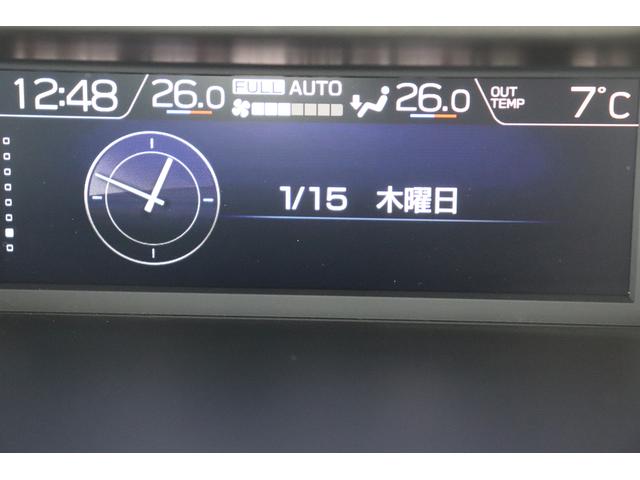 12:48 26.0 FULL AUTO 26.0 OUT TEMP 7°C
1/15 木曜日